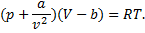 (p + a/v²)(V − b) = RT.